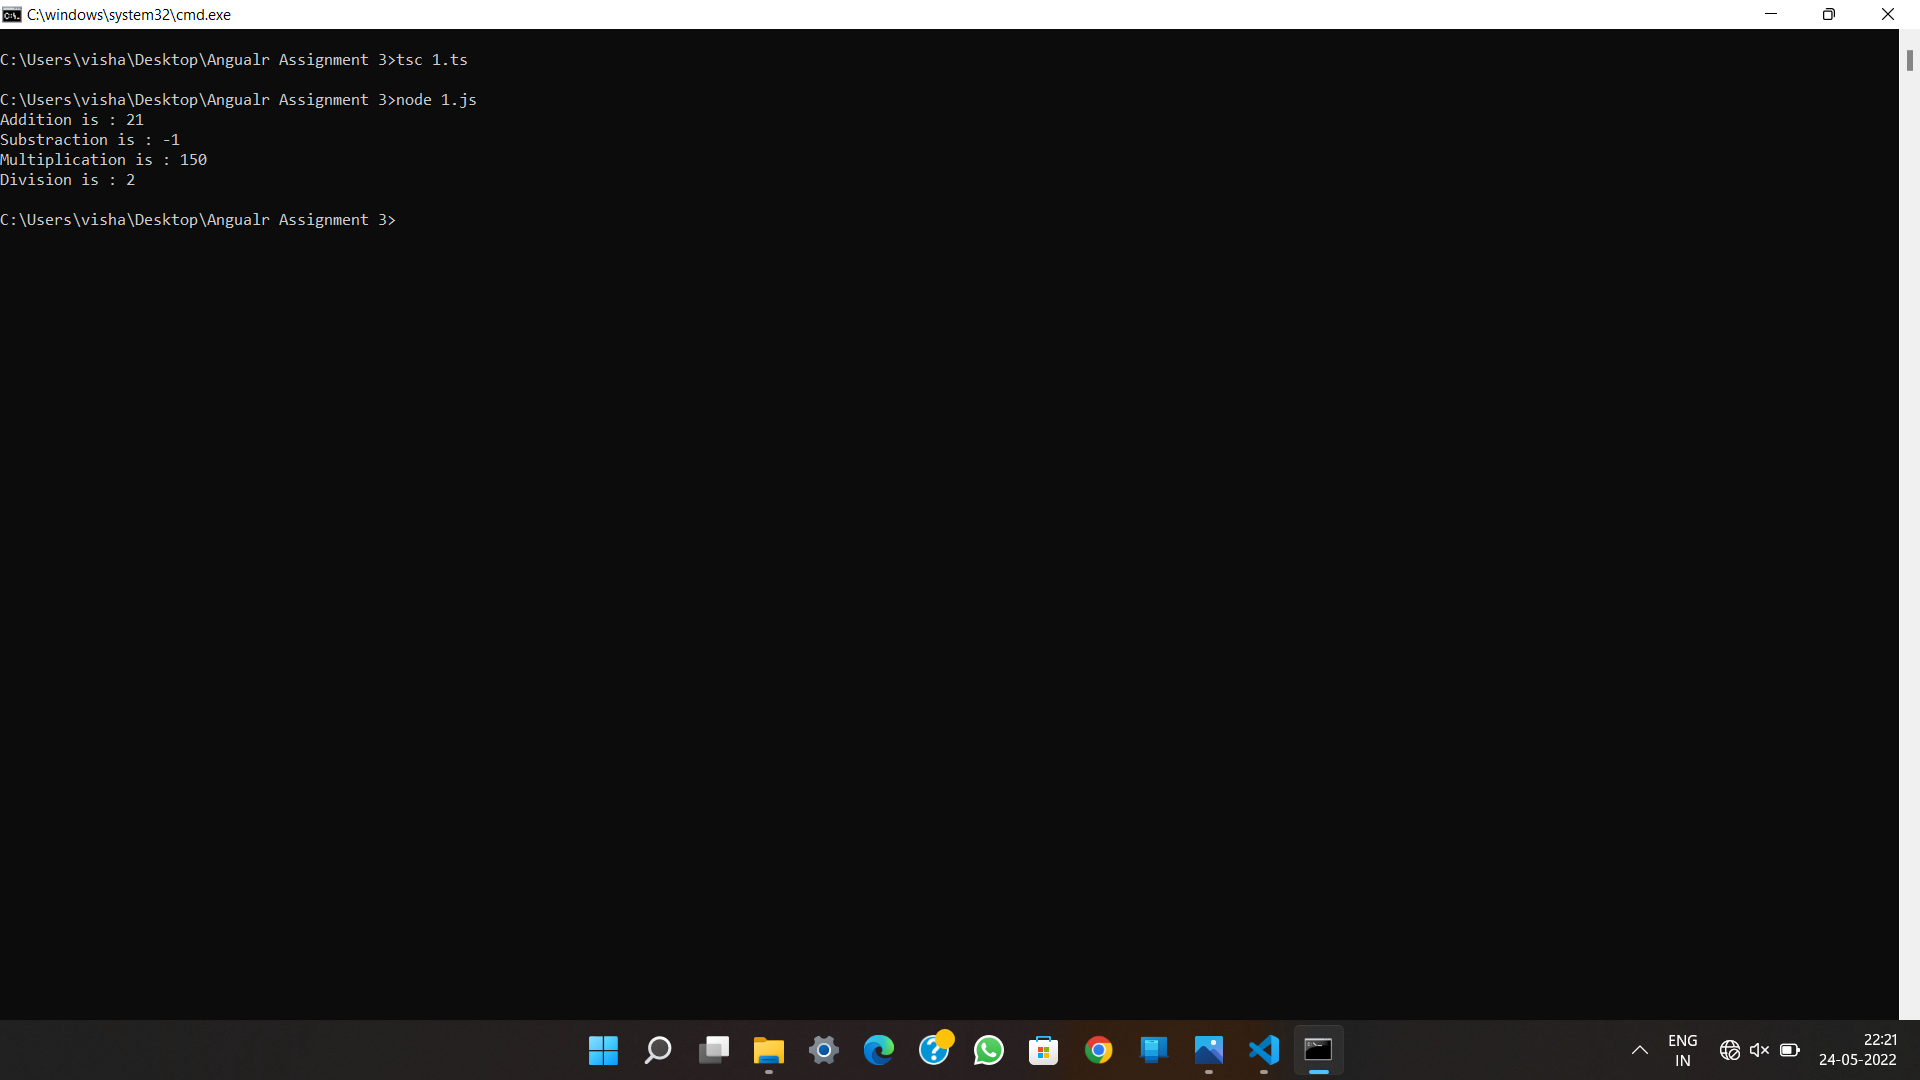 C:\windows\system32\cmd.exe
C:\Users\visha\Desktop\Angualr Assignment 3>tsc 1.ts
C:\Users\visha\Desktop\Angualr Assignment 3>node 1.js
Addition is : 21
Substraction is : -1
Multiplication is : 150
Division is : 2
C:\Users\visha\Desktop\Angualr Assignment 3>
ENG
IN
22:21
24-05-2022